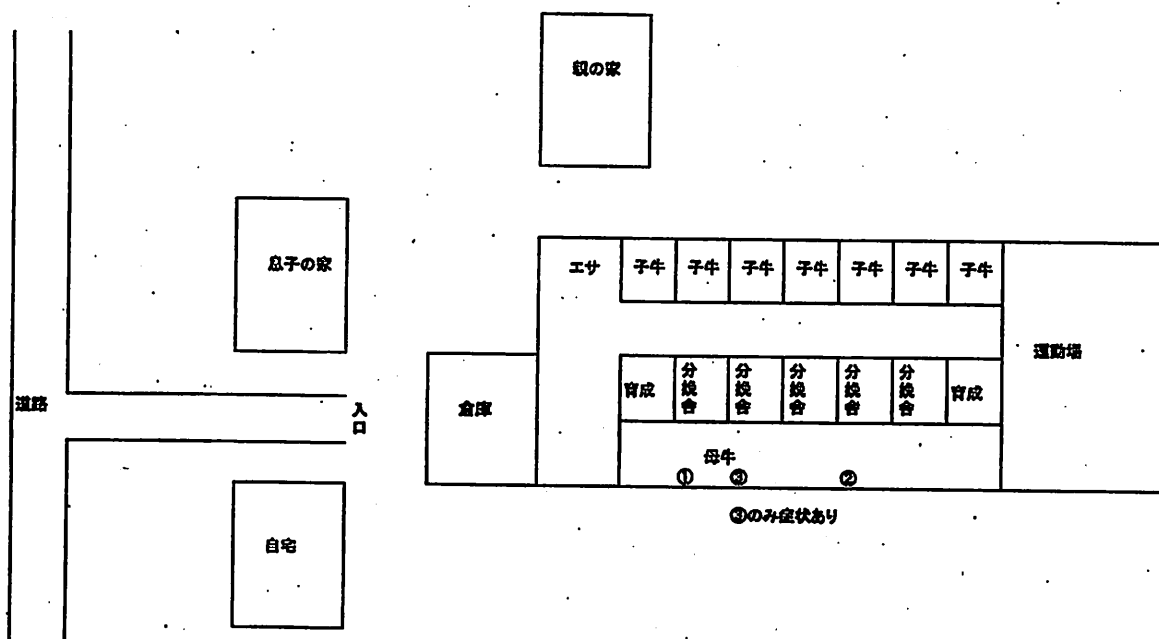 親の家
息子の家
エサ
子牛
子牛
子牛
子牛
子牛
子牛
子牛
運動場
道路
入口
倉庫
育成
分娩舎
分娩舎
分娩舎
分娩舎
分娩舎
育成
母牛
① ③ ②
③のみ症状あり
自宅